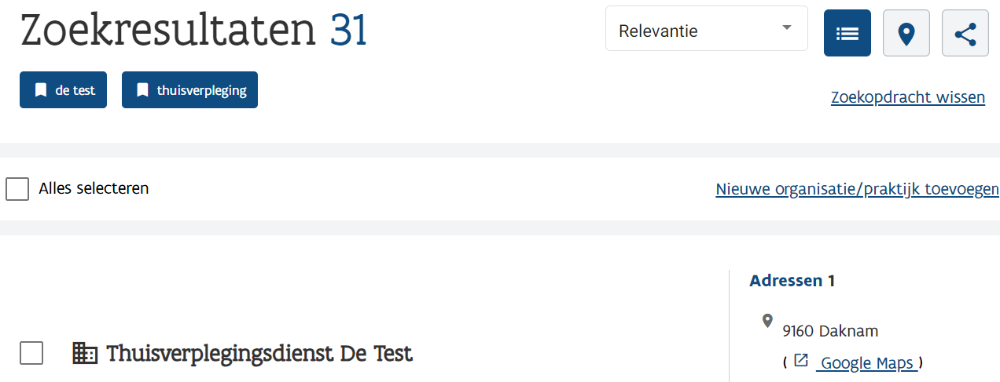 Zoekresultaten 31
Relevantie
de test
thuisverpleging
Zoekopdracht wissen
Alles selecteren
Nieuwe organisatie/praktijk toevoegen
Adressen 1
9160 Daknam
Thuisverplegingsdienst De Test
( Google Maps )